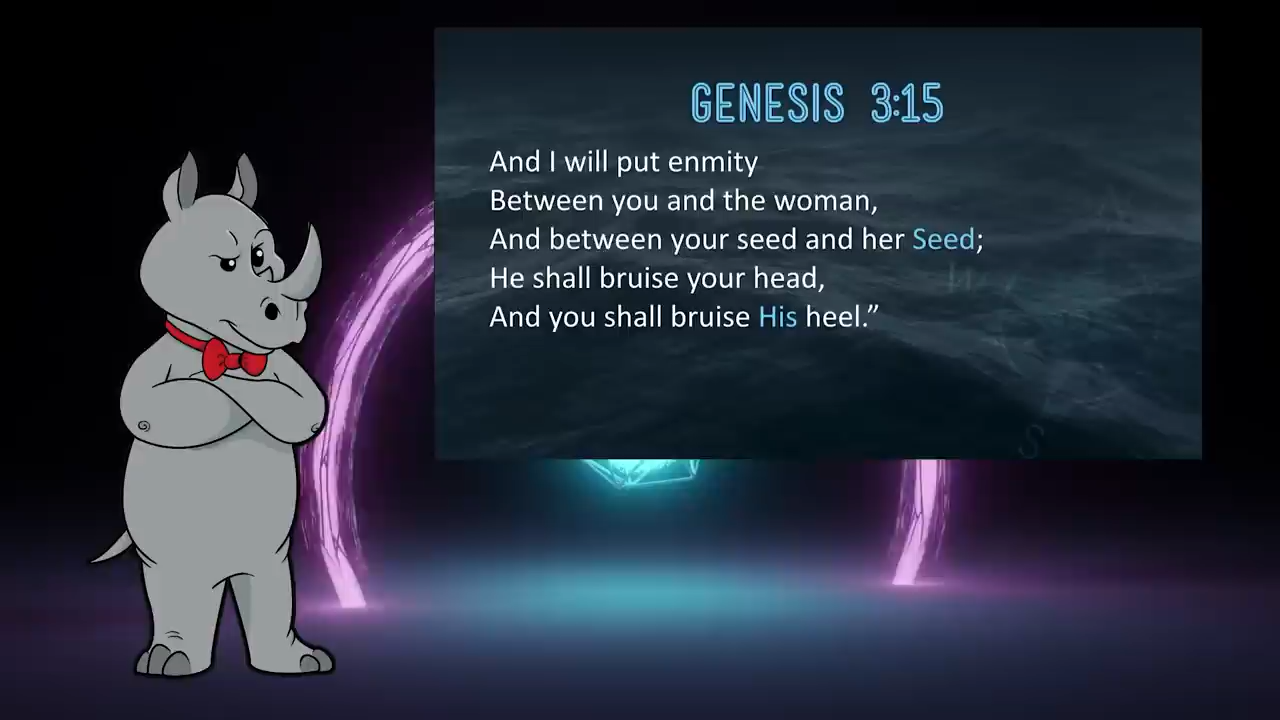 GENESIS 3:15
And I will put enmity
Between you and the woman,
And between your seed and her Seed;
He shall bruise your head,
And you shall bruise His heel.”
S